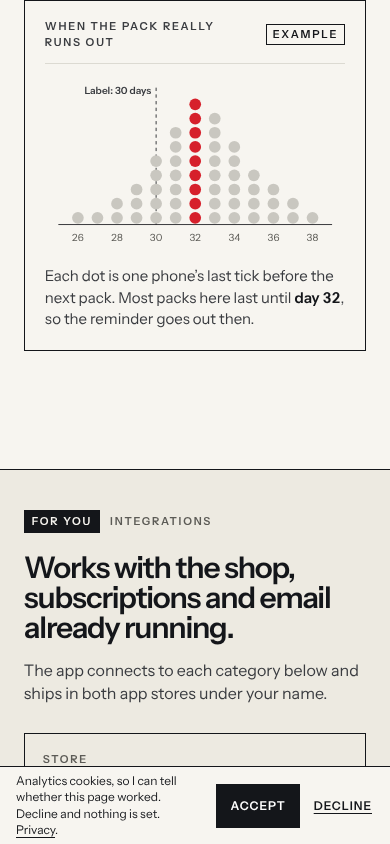 WHEN THE PACK REALLY
RUNS OUT
EXAMPLE
Label: 30 days
26 28 30 32 34 36 38
Each dot is one phone’s last tick before the
next pack. Most packs here last until day 32,
so the reminder goes out then.
FOR YOU INTEGRATIONS
Works with the shop,
subscriptions and email
already running.
The app connects to each category below and
ships in both app stores under your name.
STORE
Analytics cookies, so I can tell
whether this page worked.
Decline and nothing is set.
Privacy.
ACCEPT DECLINE